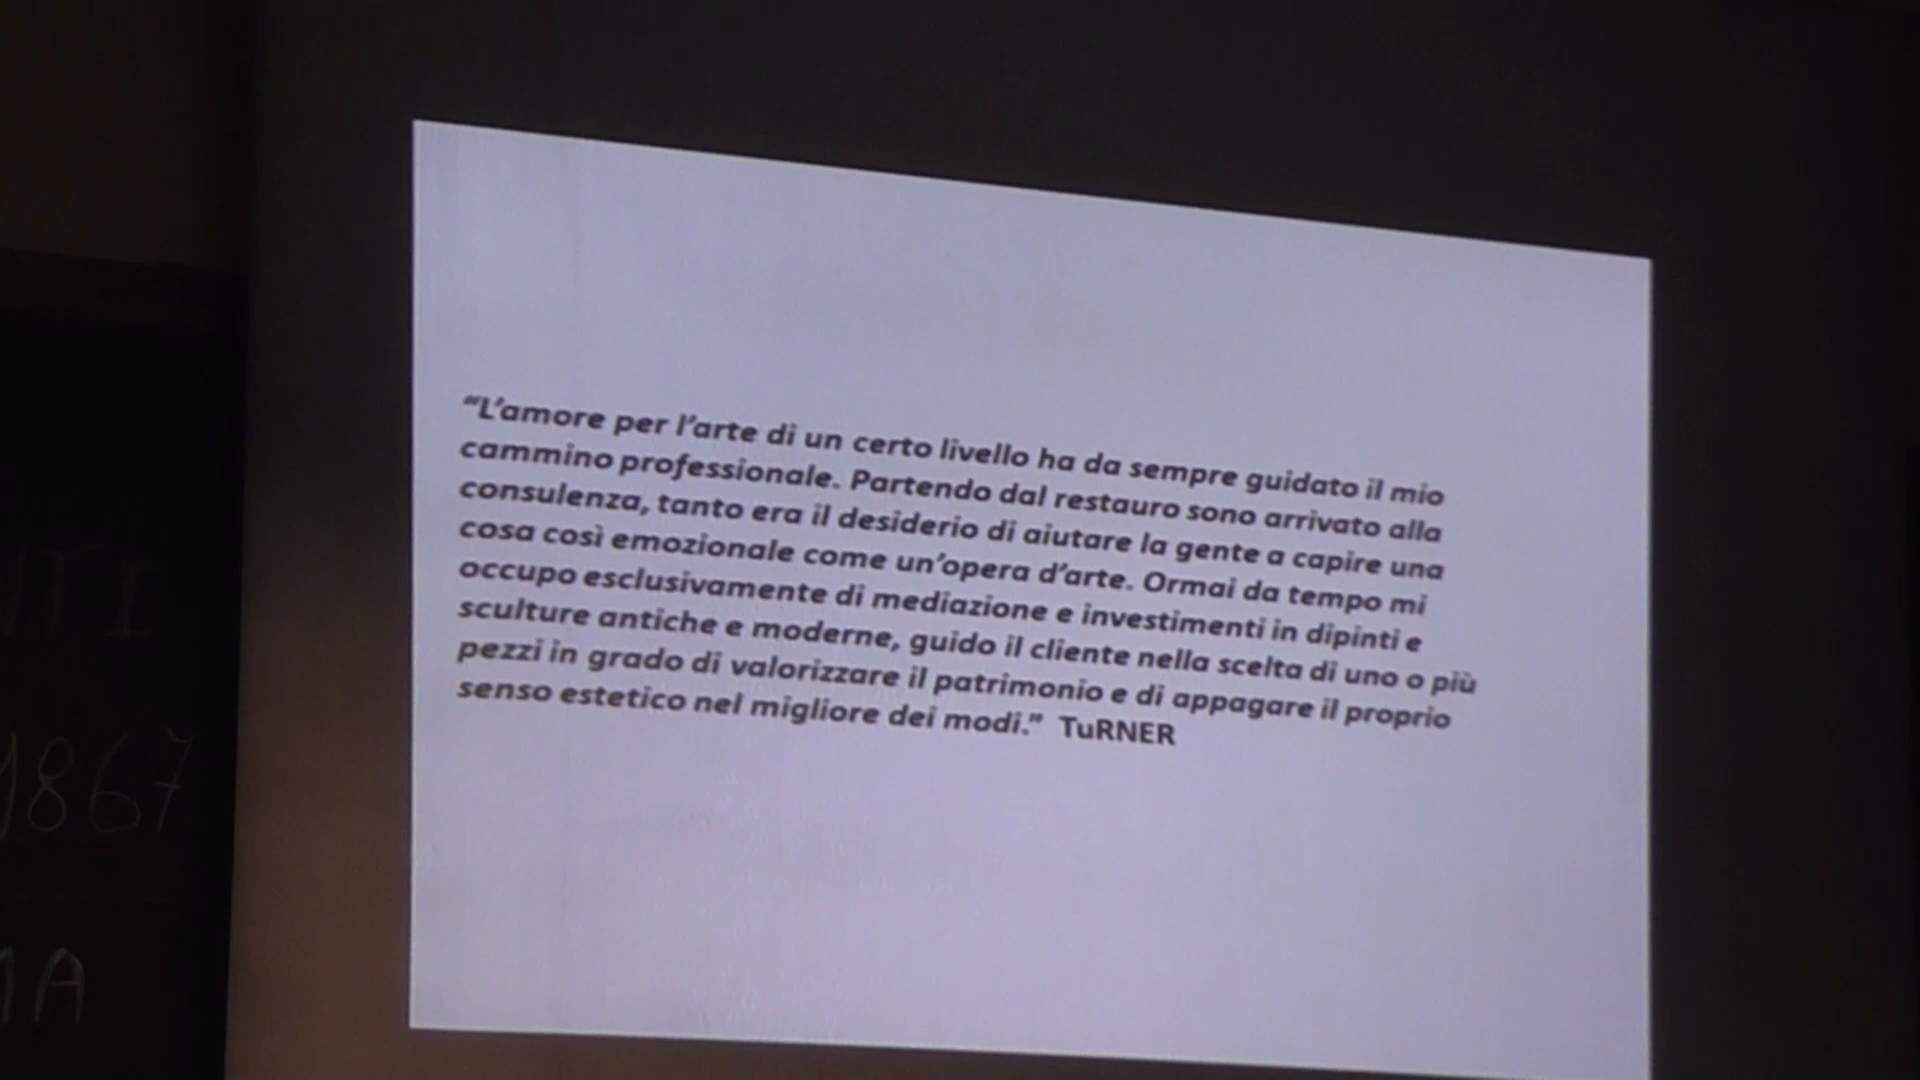 “L’amore per l’arte di un certo livello ha da sempre guidato il mio
cammino professionale. Partendo dal restauro sono arrivato alla
consulenza, tanto era il desiderio di aiutare la gente a capire una
cosa così emozionale come un’opera d’arte. Ormai da tempo mi
occupo esclusivamente di mediazione e investimenti in dipinti e
sculture antiche e moderne, guido il cliente nella scelta di uno o più
pezzi in grado di valorizzare il patrimonio e di appagare il proprio
senso estetico nel migliore dei modi.” TuRNER
1867